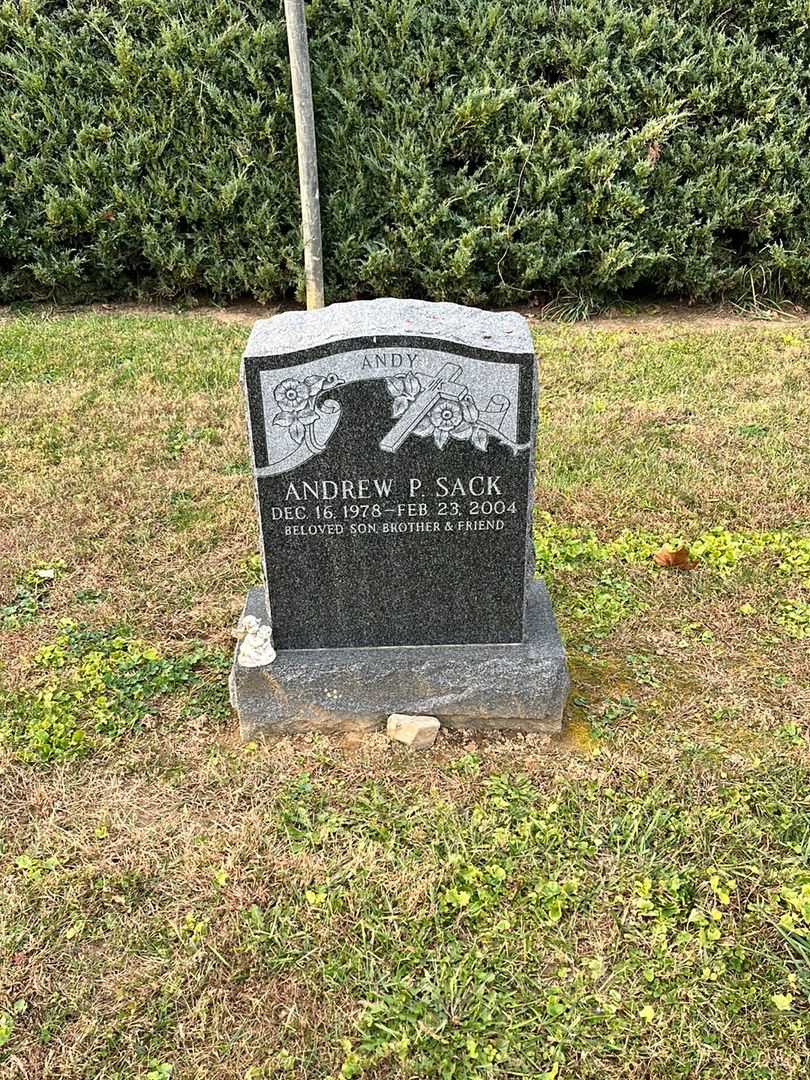 ANDY
ANDREW P. SACK
DEC. 16, 1978–FEB. 23, 2004
BELOVED SON BROTHER & FRIEND